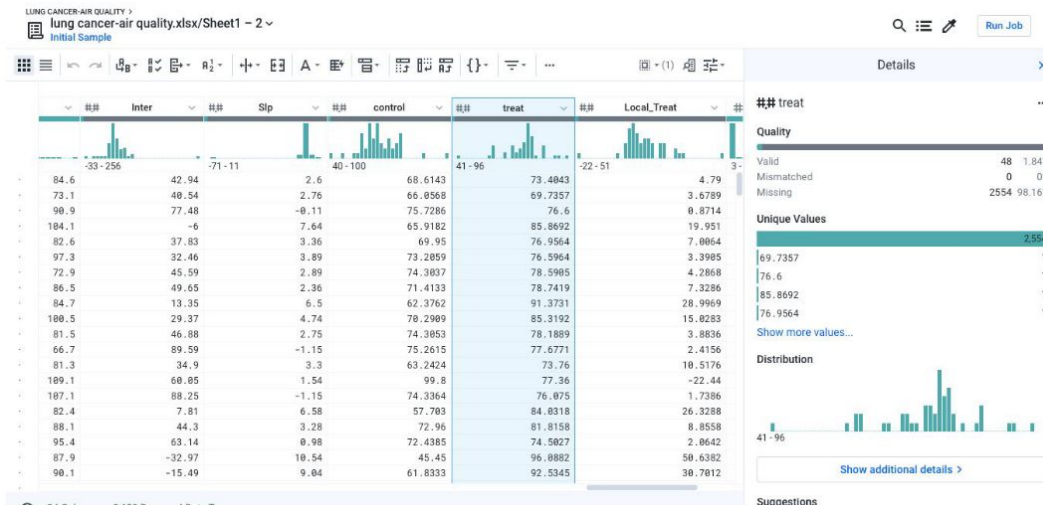 LUNG CANCER-AIR QUALITY >
lung cancer-air quality.xlsx/Sheet1 – 2
Initial Sample
Run Job
(1)
Details
Inter Slp control treat Local_Treat
-33 - 256 -71 - 11 40 - 100 41 - 96 -22 - 51 3 -
84.6 42.94 2.6 68.6143 73.4043 4.79
73.1 40.54 2.76 66.0568 69.7357 3.6789
90.9 77.48 -0.11 75.7286 76.6 0.8714
104.1 -6 7.64 65.9182 85.8692 19.951
82.6 37.83 3.36 69.95 76.9564 7.0064
97.3 32.46 3.89 73.2059 76.5964 3.3905
72.9 45.59 2.89 74.3037 78.5905 4.2868
86.5 49.65 2.36 71.4133 78.7419 7.3286
84.7 13.35 6.5 62.3762 91.3731 28.9969
100.5 29.37 4.74 70.2909 85.3192 15.0283
81.5 46.88 2.75 74.3053 78.1889 3.8836
66.7 89.59 -1.15 75.2615 77.6771 2.4156
81.3 34.9 3.3 63.2424 73.76 10.5176
109.1 60.05 1.54 99.8 77.36 -22.44
107.1 88.25 -1.15 74.3364 76.075 1.7386
82.4 7.81 6.58 57.703 84.0318 26.3288
88.1 44.3 3.28 72.96 81.8158 8.8558
95.4 63.14 0.98 72.4385 74.5027 2.0642
87.9 -32.97 10.54 45.45 96.0882 50.6382
90.1 -15.49 9.04 61.8333 92.5345 30.7012
## treat
Quality
Valid 48 1.84
Mismatched 0
Missing 2554 98.16
Unique Values
69.7357
76.6
85.8692
76.9564
Show more values...
Distribution
41 - 96
Show additional details >
Suggestions